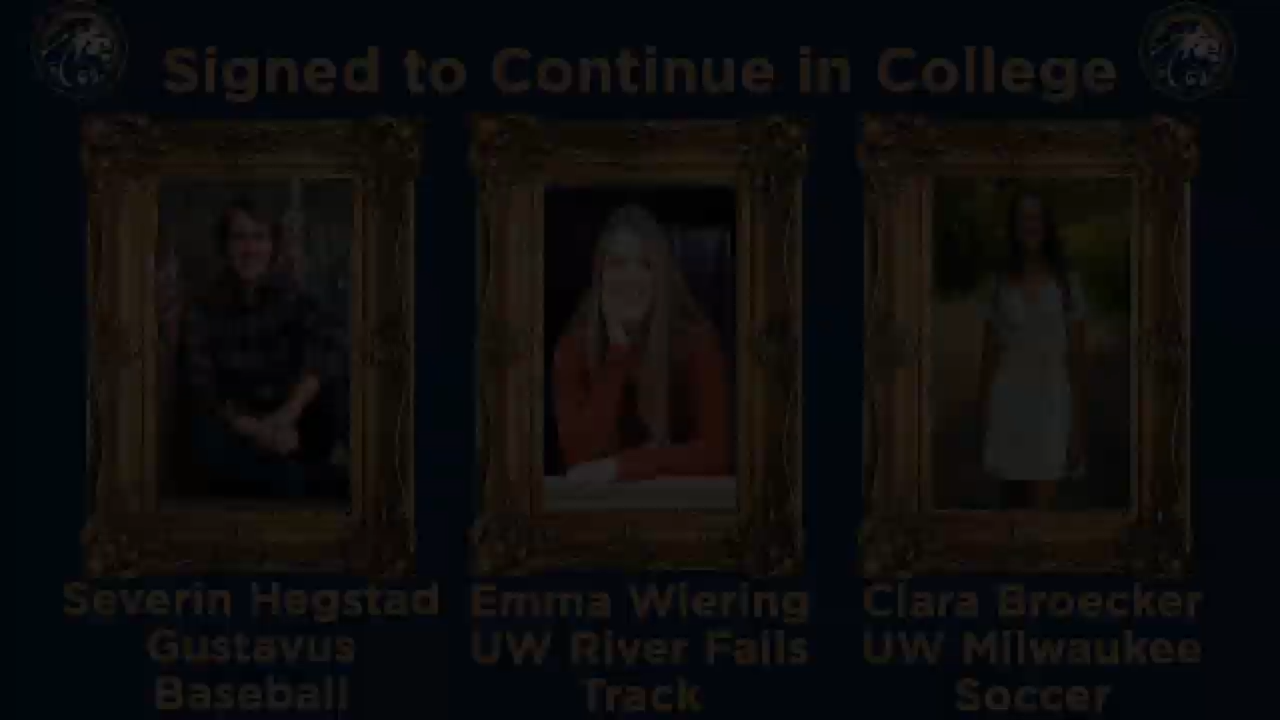 Signed to Continue in College
Severin Hegstad
Gustavus
Baseball
Emma Wiering
UW River Falls
Track
Clara Broecker
UW Milwaukee
Soccer